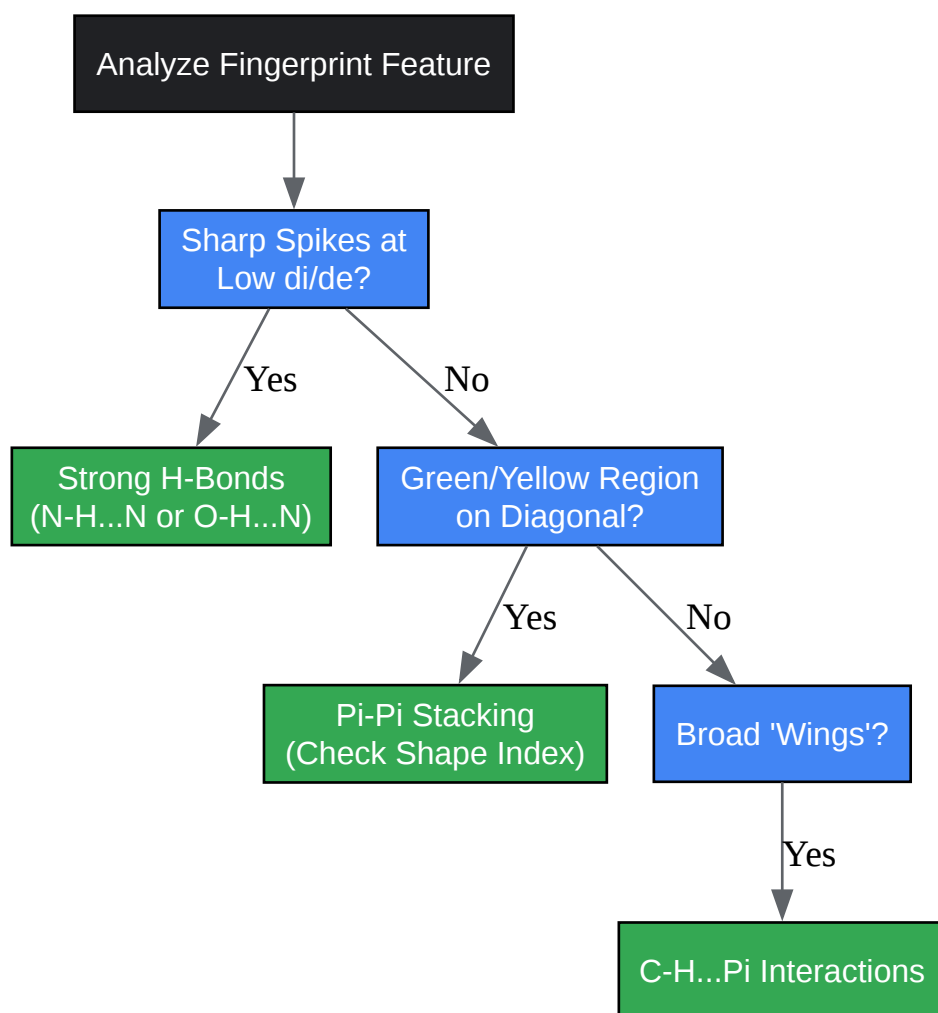 Analyze Fingerprint Feature
Sharp Spikes at
Low di/de?
Yes
No
Strong H-Bonds
(N-H...N or O-H...N)
Green/Yellow Region
on Diagonal?
Yes
No
Pi-Pi Stacking
(Check Shape Index)
Broad 'Wings'?
Yes
C-H...Pi Interactions